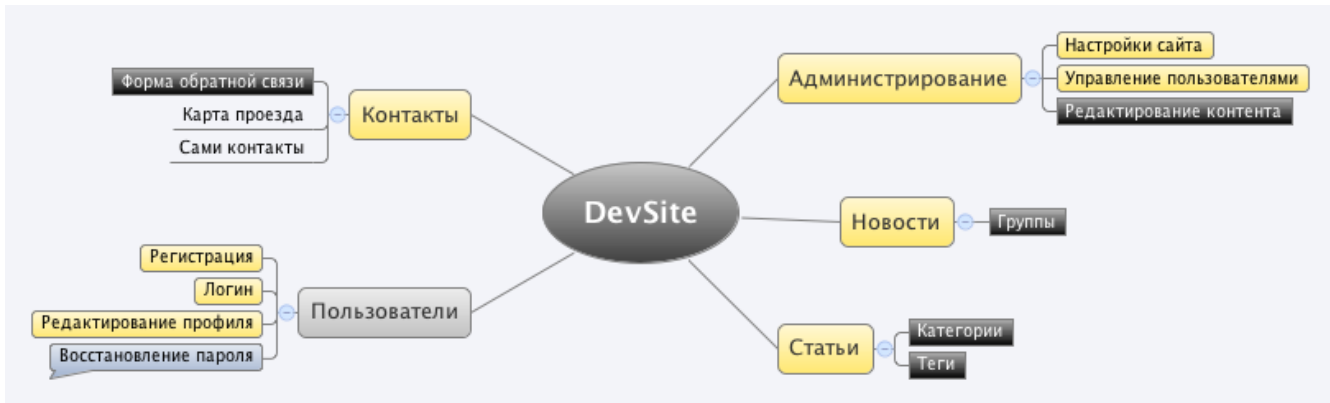 DevSite
Контакты
Форма обратной связи
Карта проезда
Сами контакты
Пользователи
Регистрация
Логин
Редактирование профиля
Восстановление пароля
Администрирование
Настройки сайта
Управление пользователями
Редактирование контента
Новости
Группы
Статьи
Категории
Теги